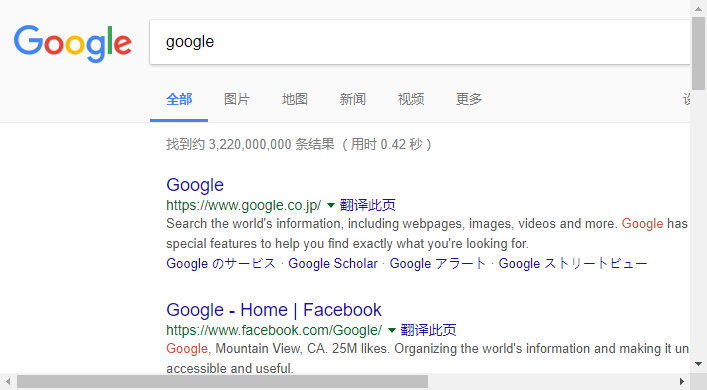 Google
google
全部 图片 地图 新闻 视频 更多
找到约 3,220,000,000 条结果 （用时 0.42 秒）
Google
https://www.google.co.jp/ 翻译此页
Search the world's information, including webpages, images, videos and more. Google has
special features to help you find exactly what you're looking for.
Google のサービス · Google Scholar · Google アラート · Google ストリートビュー
Google - Home | Facebook
https://www.facebook.com/Google/ 翻译此页
Google, Mountain View, CA. 25M likes. Organizing the world's information and making it un
accessible and useful.